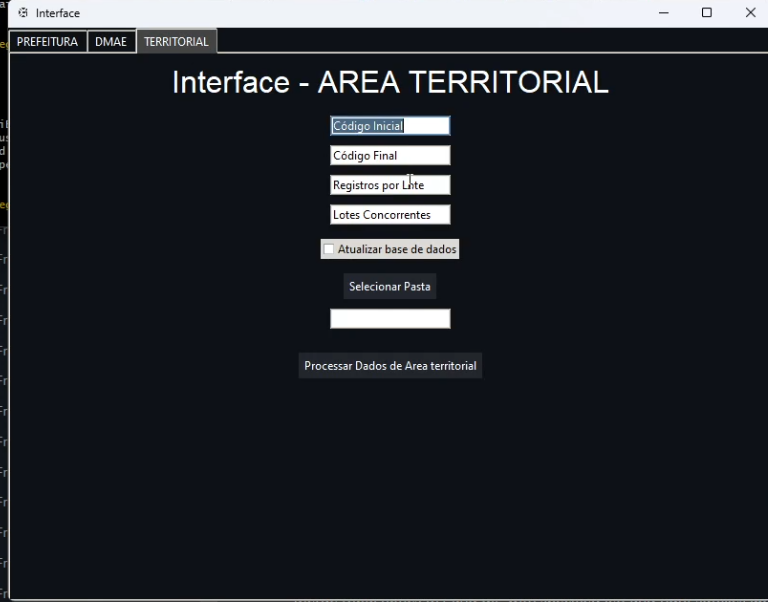 Interface
PREFEITURA
DMAE
TERRITORIAL
Interface - AREA TERRITORIAL
Código Inicial
Código Final
Registros por Lote
Lotes Concorrentes
Atualizar base de dados
Selecionar Pasta
Processar Dados de Area territorial